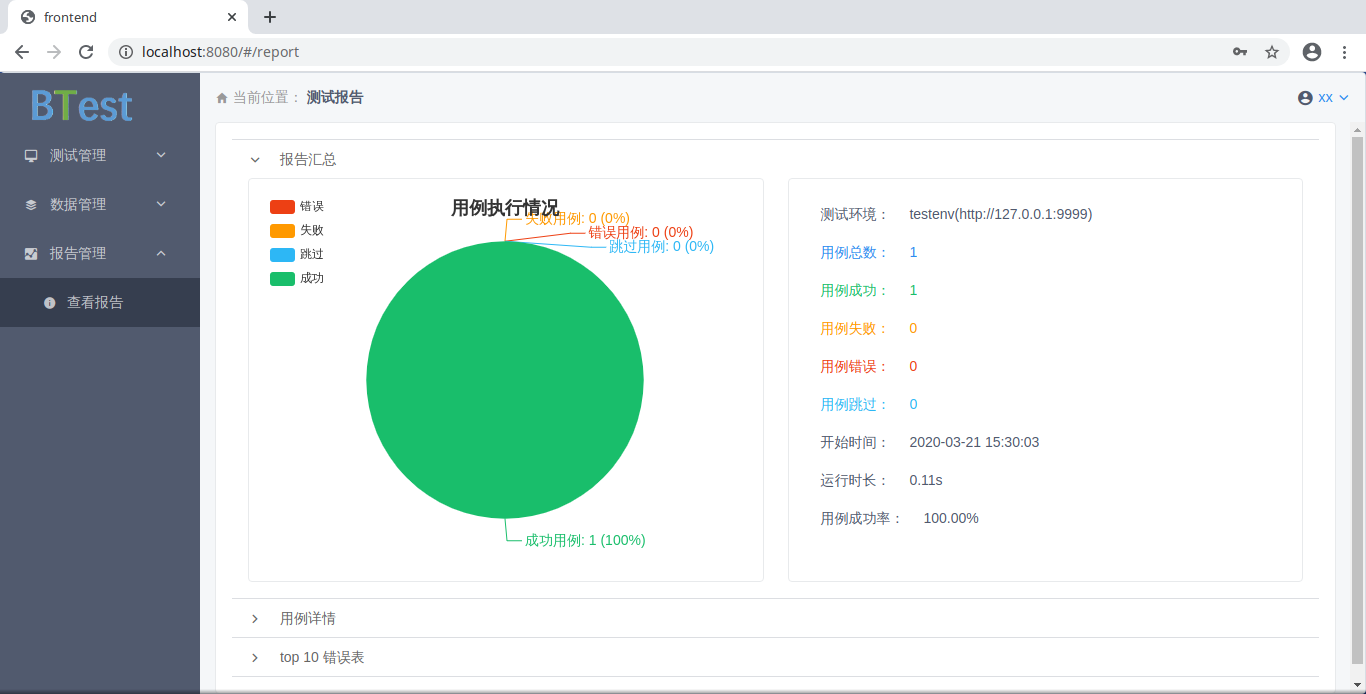 frontend
localhost:8080/#/report
BTest
当前位置： 测试报告
xx
测试管理
数据管理
报告管理
查看报告
报告汇总
用例执行情况
错误
失败
跳过
成功
失败用例: 0 (0%)
错误用例: 0 (0%)
跳过用例: 0 (0%)
成功用例: 1 (100%)
测试环境： testenv(http://127.0.0.1:9999)
用例总数： 1
用例成功： 1
用例失败： 0
用例错误： 0
用例跳过： 0
开始时间： 2020-03-21 15:30:03
运行时长： 0.11s
用例成功率： 100.00%
用例详情
top 10 错误表